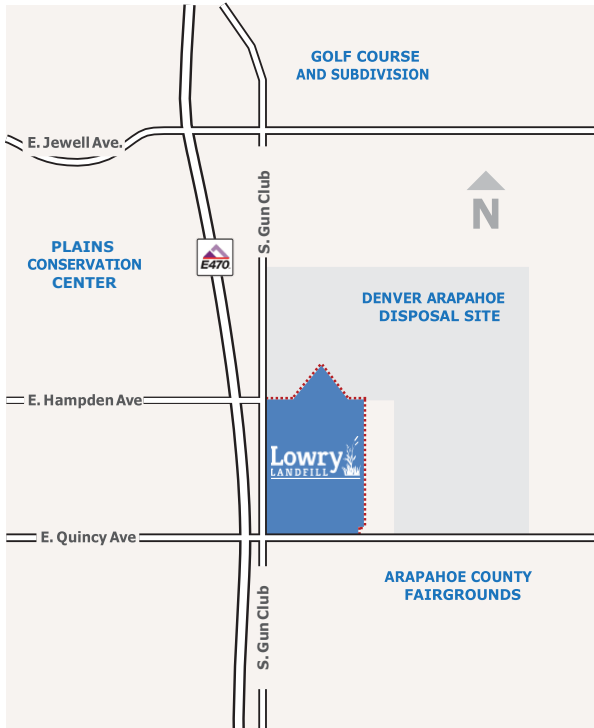 GOLF COURSE
AND SUBDIVISION
E. Jewell Ave.
S. Gun Club
N
PLAINS
CONSERVATION
CENTER
E470
DENVER ARAPAHOE
DISPOSAL SITE
E. Hampden Ave
Lowry
LANDFILL
E. Quincy Ave
ARAPAHOE COUNTY
FAIRGROUNDS
S. Gun Club